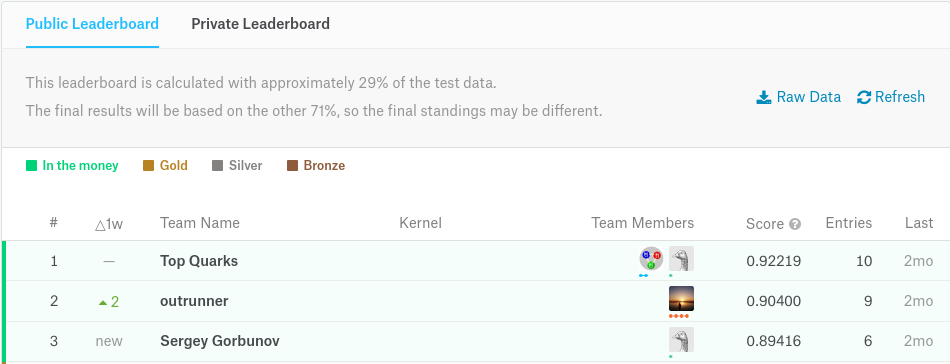 Public Leaderboard Private Leaderboard
This leaderboard is calculated with approximately 29% of the test data.
The final results will be based on the other 71%, so the final standings may be different.
Raw Data Refresh
In the money Gold Silver Bronze
# △1w Team Name Kernel Team Members Score ? Entries Last
1 — Top Quarks 0.92219 10 2mo
2 ▲ 2 outrunner 0.90400 9 2mo
3 new Sergey Gorbunov 0.89416 6 2mo